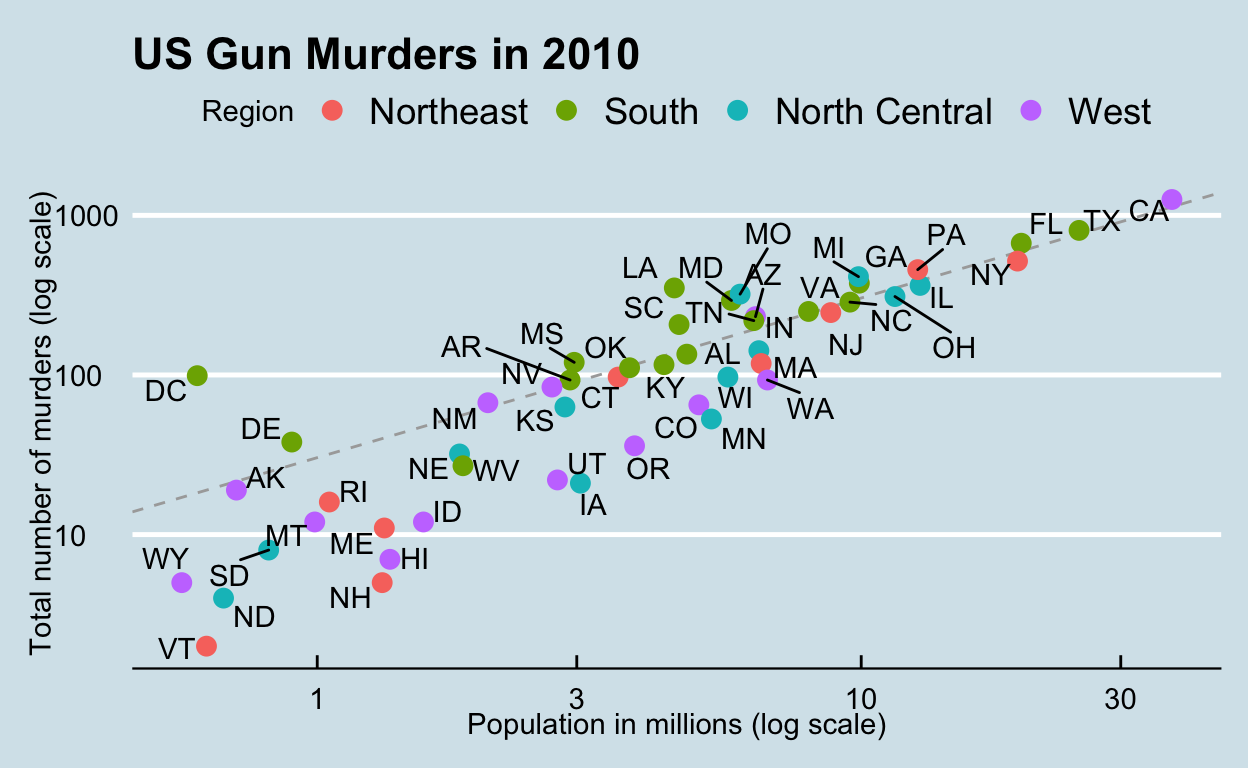 US Gun Murders in 2010
Region Northeast South North Central West
Total number of murders (log scale)
1000
100
10
CA
TX
FL
NY
PA
GA
MI
MO
AZ
MD
LA
SC
TN
VA
IL
NC
OH
NJ
IN
MA
WA
AL
WI
MS
OK
AR
NV
CT
KY
KS
CO
MN
NM
DC
DE
NE
WV
UT
OR
IA
AK
RI
ID
MT
ME
HI
WY
SD
NH
ND
VT
1
3
10
30
Population in millions (log scale)